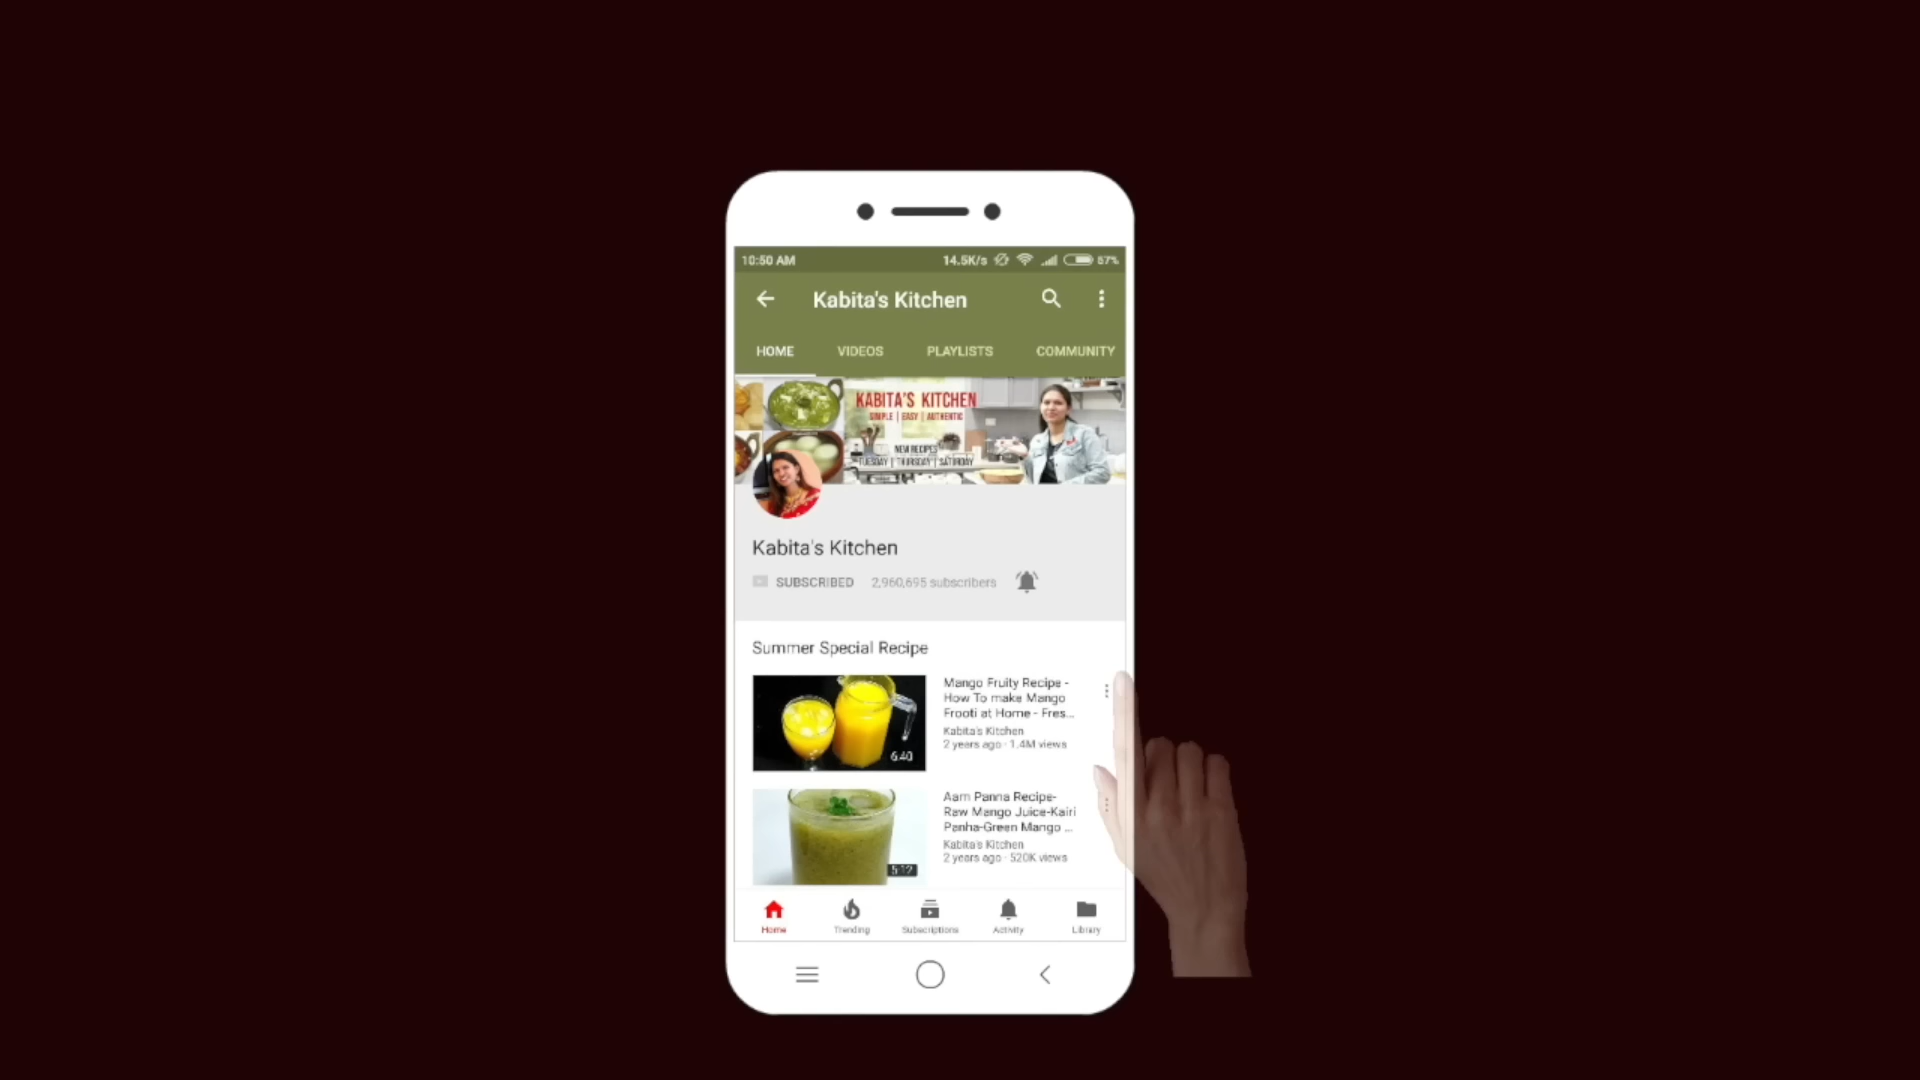 10:50 AM 14.5K/s 57%
Kabita's Kitchen
HOME VIDEOS PLAYLISTS COMMUNITY
KABITA'S KITCHEN
SIMPLE | EASY | AUTHENTIC
NEW RECIPES
TUESDAY | THURSDAY | SATURDAY
Kabita's Kitchen
SUBSCRIBED 2,960,695 subscribers
Summer Special Recipe
Mango Fruity Recipe -
How To make Mango
Frooti at Home - Fres...
Kabita's Kitchen
2 years ago · 1.4M views
6:40
Aam Panna Recipe-
Raw Mango Juice-Kairi
Panha-Green Mango ...
Kabita's Kitchen
2 years ago · 520K views
5:12
Home Trending Subscriptions Activity Library